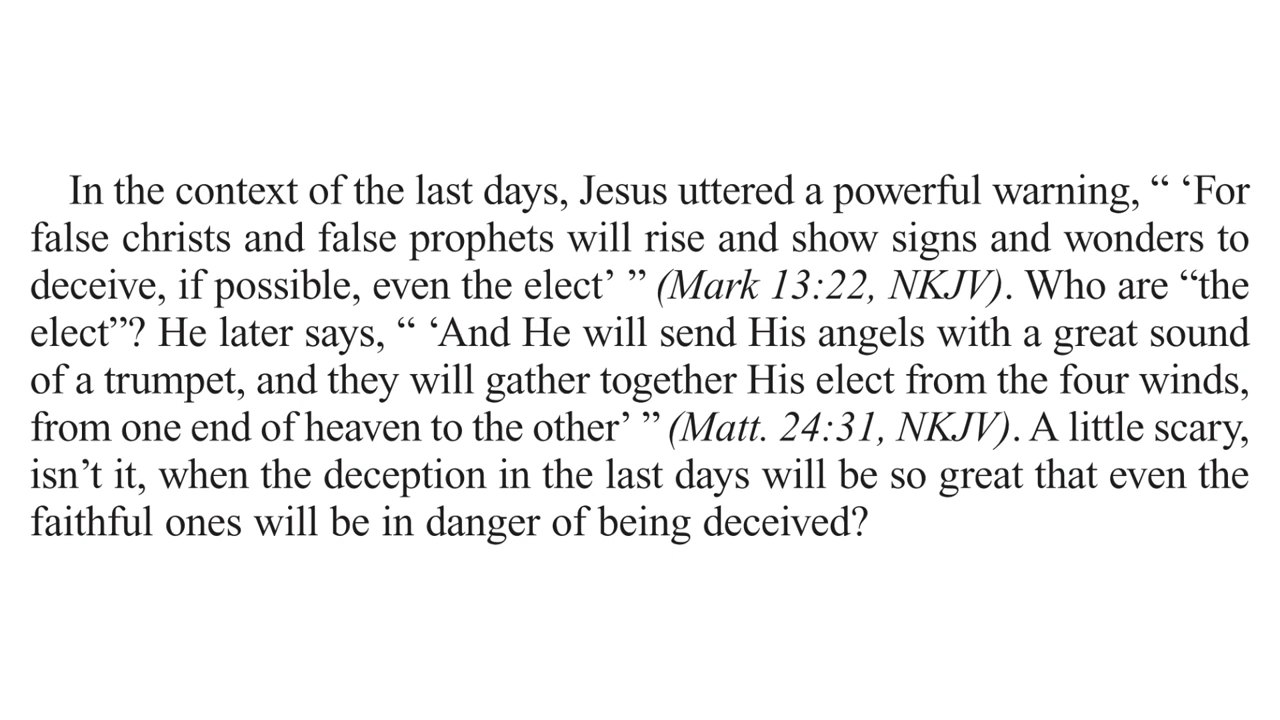 In the context of the last days, Jesus uttered a powerful warning, “ ‘For
false christs and false prophets will rise and show signs and wonders to
deceive, if possible, even the elect’ ” (Mark 13:22, NKJV). Who are “the
elect”? He later says, “ ‘And He will send His angels with a great sound
of a trumpet, and they will gather together His elect from the four winds,
from one end of heaven to the other’ ” (Matt. 24:31, NKJV). A little scary,
isn’t it, when the deception in the last days will be so great that even the
faithful ones will be in danger of being deceived?